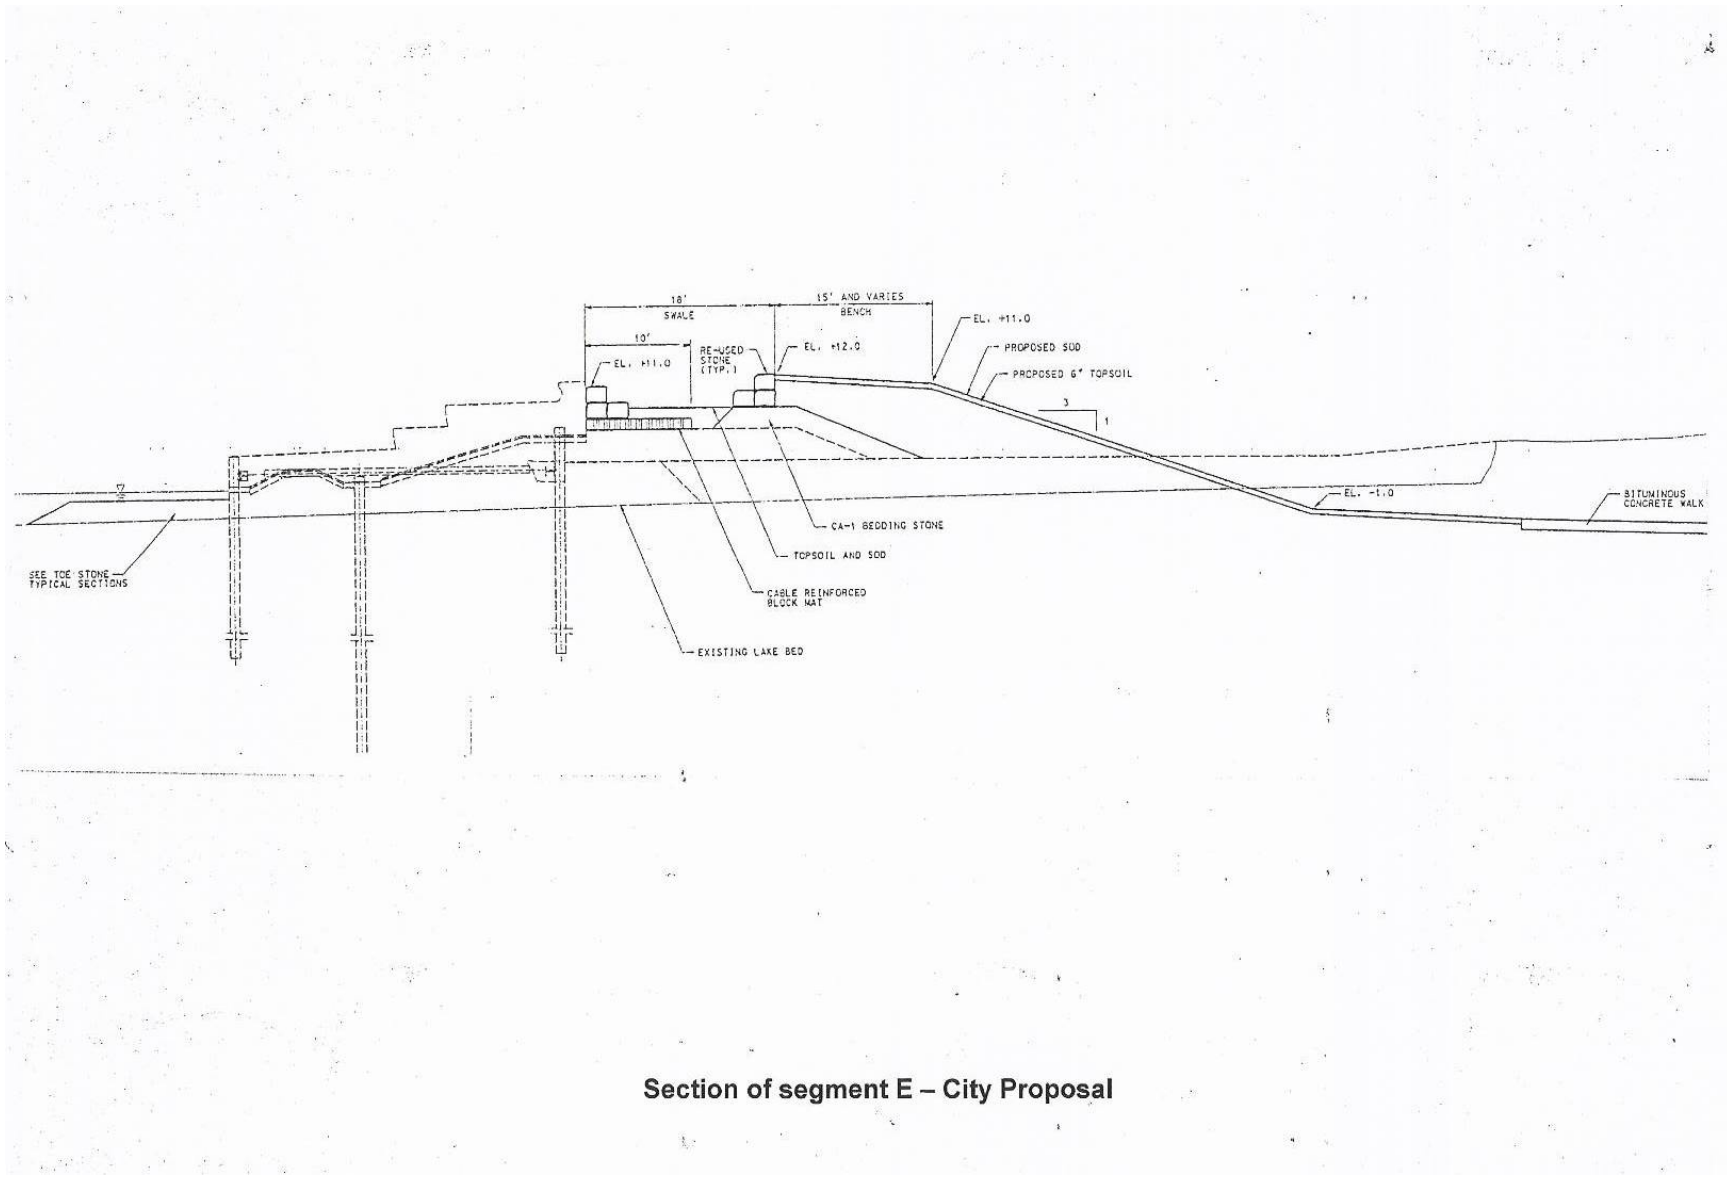 18'
SWALE
15' AND VARIES
BENCH
10'
EL. +11.0
RE-USED
STONE
(TYP.)
EL. +12.0
EL. +11.0
PROPOSED SOD
PROPOSED 6" TOPSOIL
3
1
EL. -1.0
BITUMINOUS
CONCRETE WALK
CA-1 BEDDING STONE
TOPSOIL AND SOD
CABLE REINFORCED
BLOCK MAT
EXISTING LAKE BED
SEE TOE STONE
TYPICAL SECTIONS
Section of segment E – City Proposal